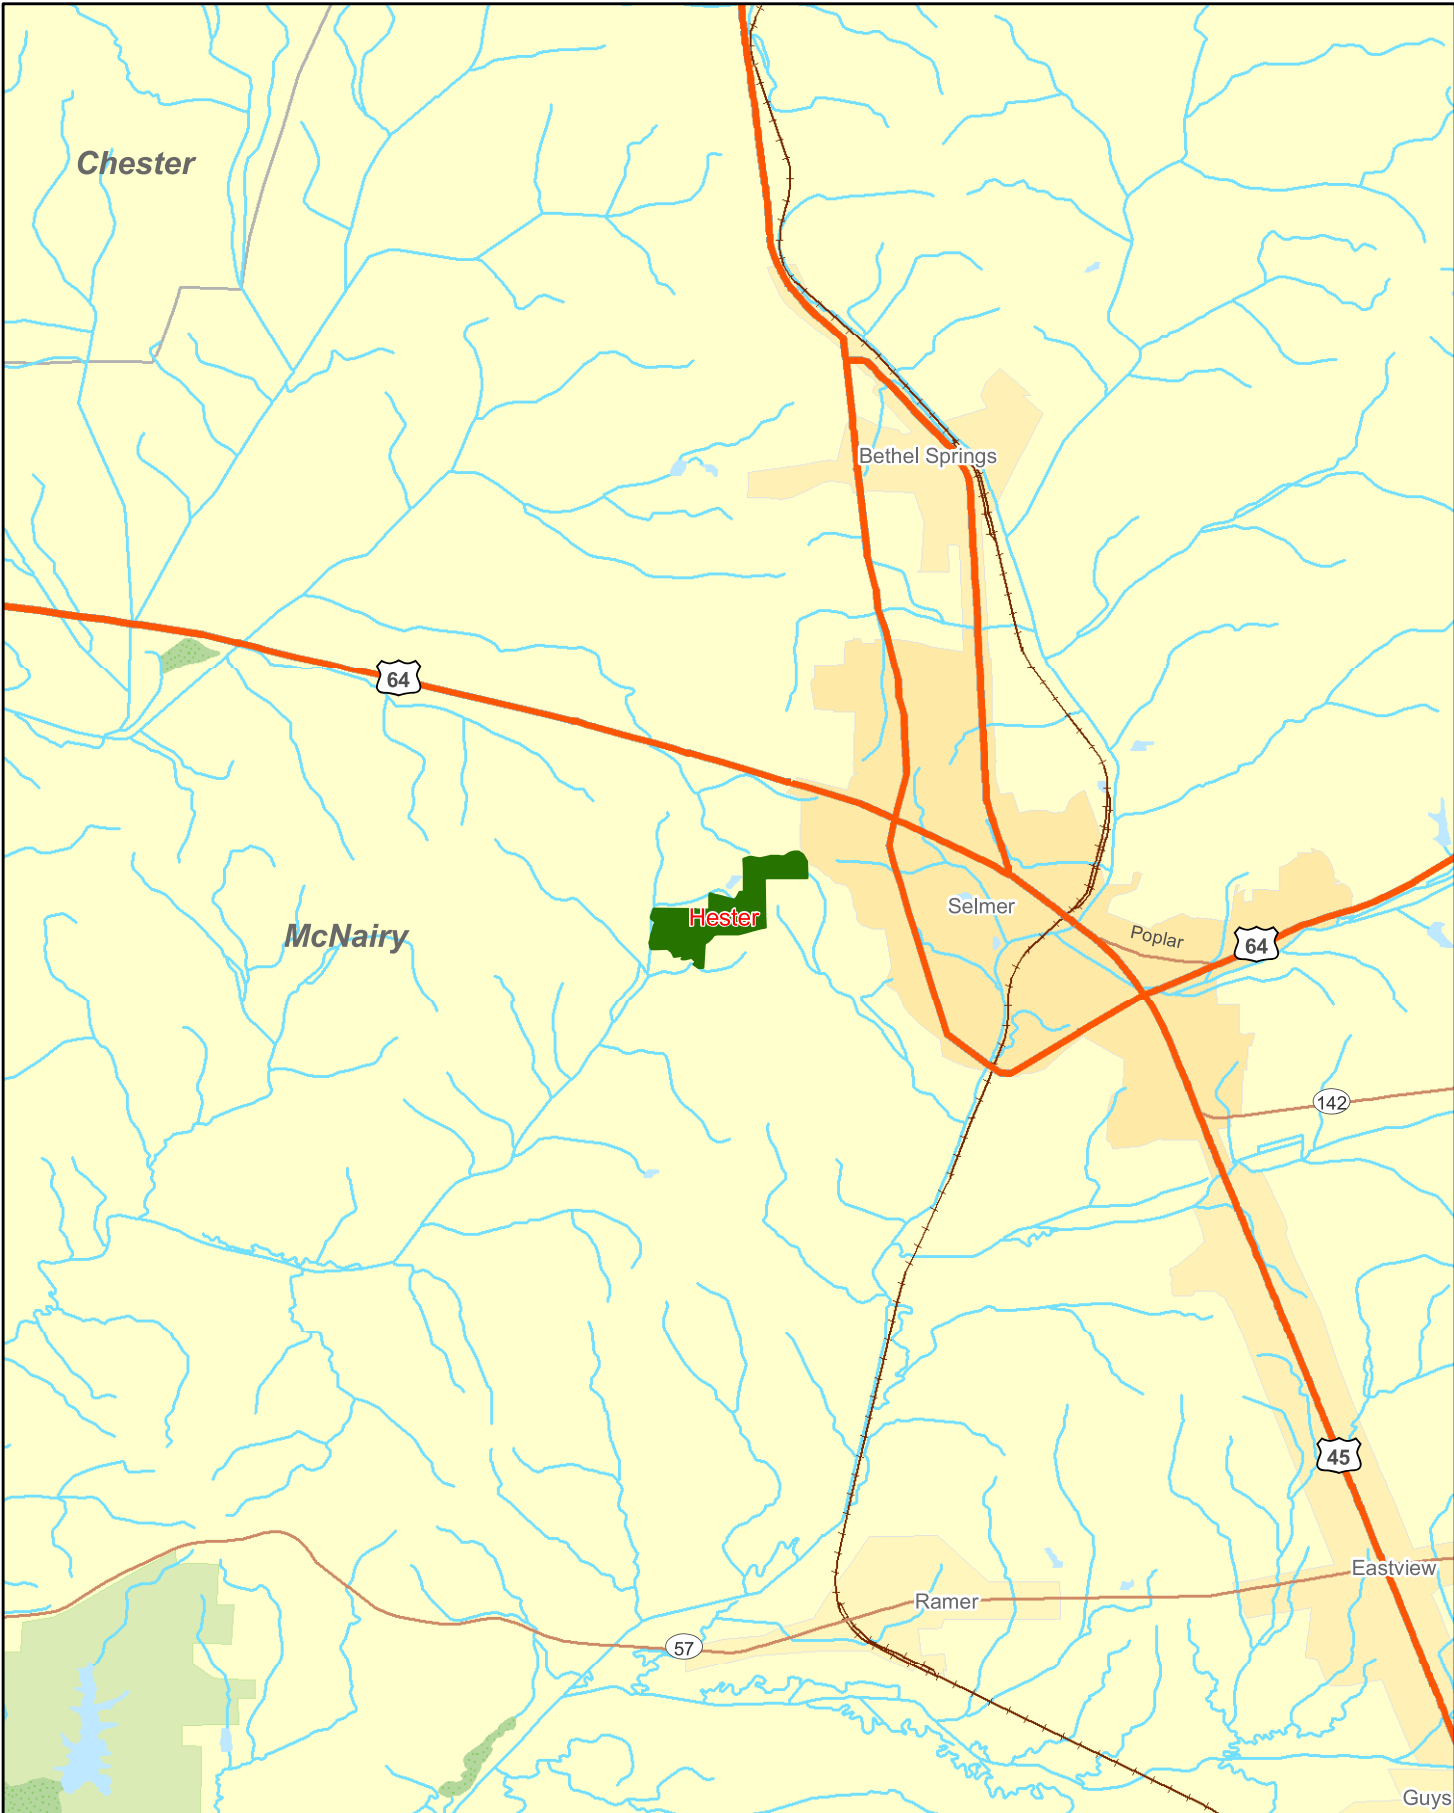 Chester
Bethel Springs
64
Selmer
Hester
McNairy
Poplar
64
142
45
Eastview
Ramer
57
Guys